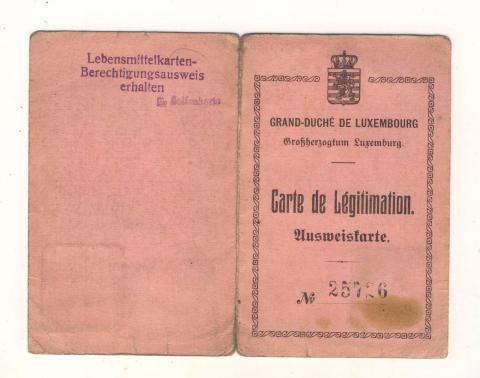 Lebensmittelkarten-
Berechtigungsausweis
erhalten
GRAND-DUCHÉ DE LUXEMBOURG
Großherzogtum Luxemburg.
Carte de Légitimation.
Ausweiskarte.
№ 25726